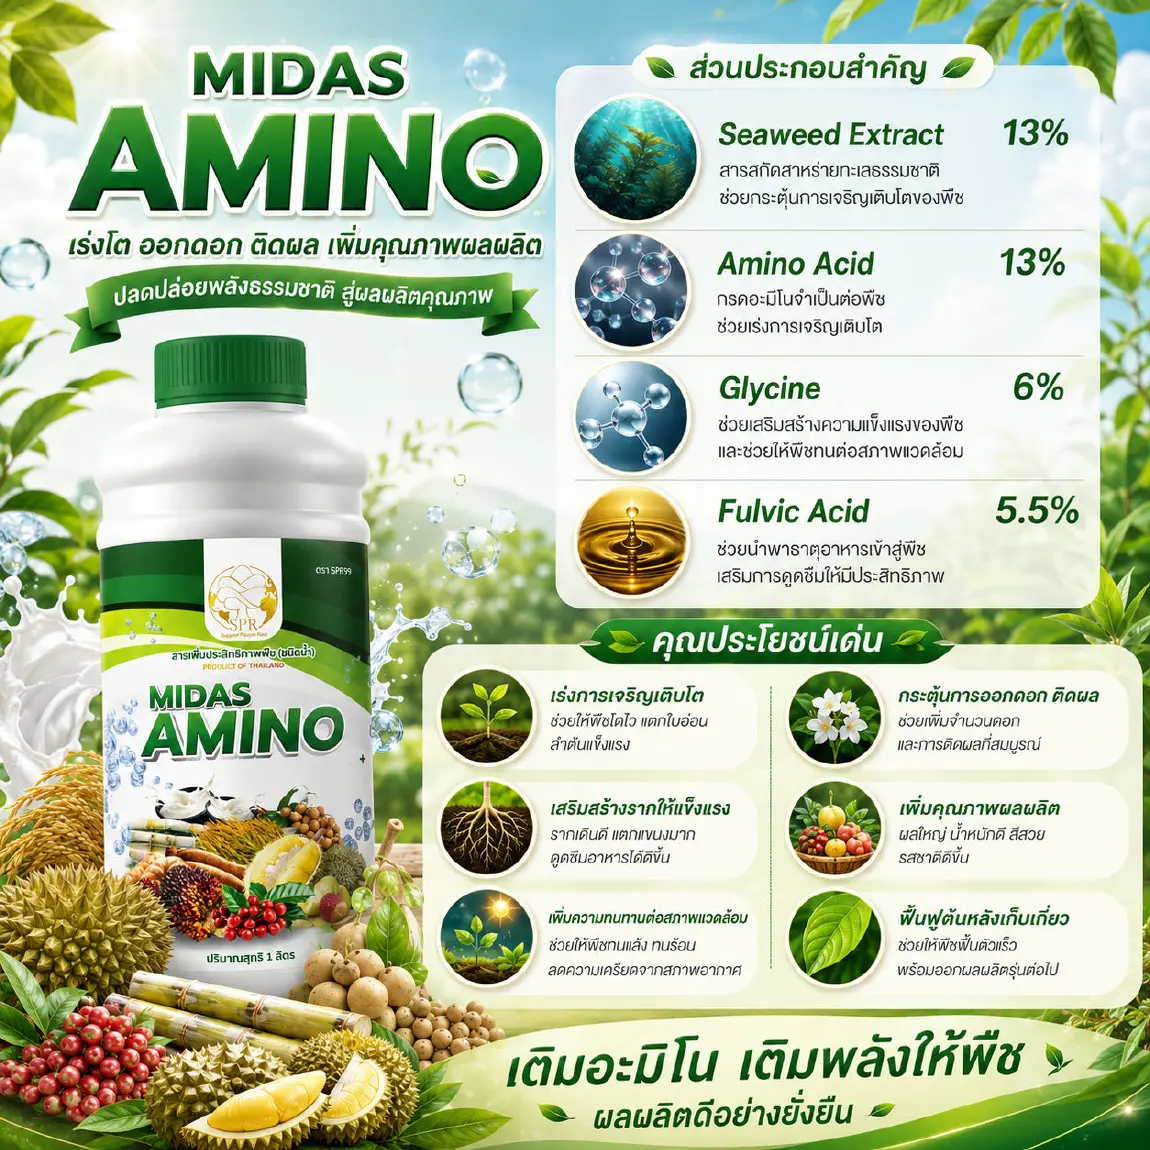 MIDAS
AMINO
เร่งโต ออกดอก ติดผล เพิ่มคุณภาพผลผลิต
ปลดปล่อยพลังธรรมชาติ สู่ผลผลิตคุณภาพ
ส่วนประกอบสำคัญ
Seaweed Extract 13%
สารสกัดสาหร่ายทะเลธรรมชาติ
ช่วยกระตุ้นการเจริญเติบโตของพืช
Amino Acid 13%
กรดอะมิโนจำเป็นต่อพืช
ช่วยเร่งการเจริญเติบโต
Glycine 6%
ช่วยเสริมสร้างความแข็งแรงของพืช
และช่วยให้พืชทนต่อสภาพแวดล้อม
Fulvic Acid 5.5%
ช่วยนำพาธาตุอาหารเข้าสู่พืช
เสริมการดูดซึมให้มีประสิทธิภาพ
ตรา SPR99
SPR
สารเพิ่มประสิทธิภาพพืช (ชนิดน้ำ)
PRODUCT OF THAILAND
MIDAS
AMINO
ปริมาณสุทธิ 1 ลิตร
คุณประโยชน์เด่น
เร่งการเจริญเติบโต
ช่วยให้พืชโตไว แตกใบอ่อน
ลำต้นแข็งแรง
กระตุ้นการออกดอก ติดผล
ช่วยเพิ่มจำนวนดอก
และการติดผลที่สมบูรณ์
เสริมสร้างรากให้แข็งแรง
รากเดินดี แตกแขนงมาก
ดูดซึมอาหารได้ดีขึ้น
เพิ่มคุณภาพผลผลิต
ผลใหญ่ น้ำหนักดี สีสวย
รสชาติดีขึ้น
เพิ่มความทนทานต่อสภาพแวดล้อม
ช่วยให้พืชทนแล้ง ทนร้อน
ลดความเครียดจากสภาพอากาศ
ฟื้นฟูต้นหลังเก็บเกี่ยว
ช่วยให้พืชฟื้นตัวเร็ว
พร้อมออกผลผลิตรุ่นต่อไป
เติมอะมิโน เติมพลังให้พืช
ผลผลิตดีอย่างยั่งยืน